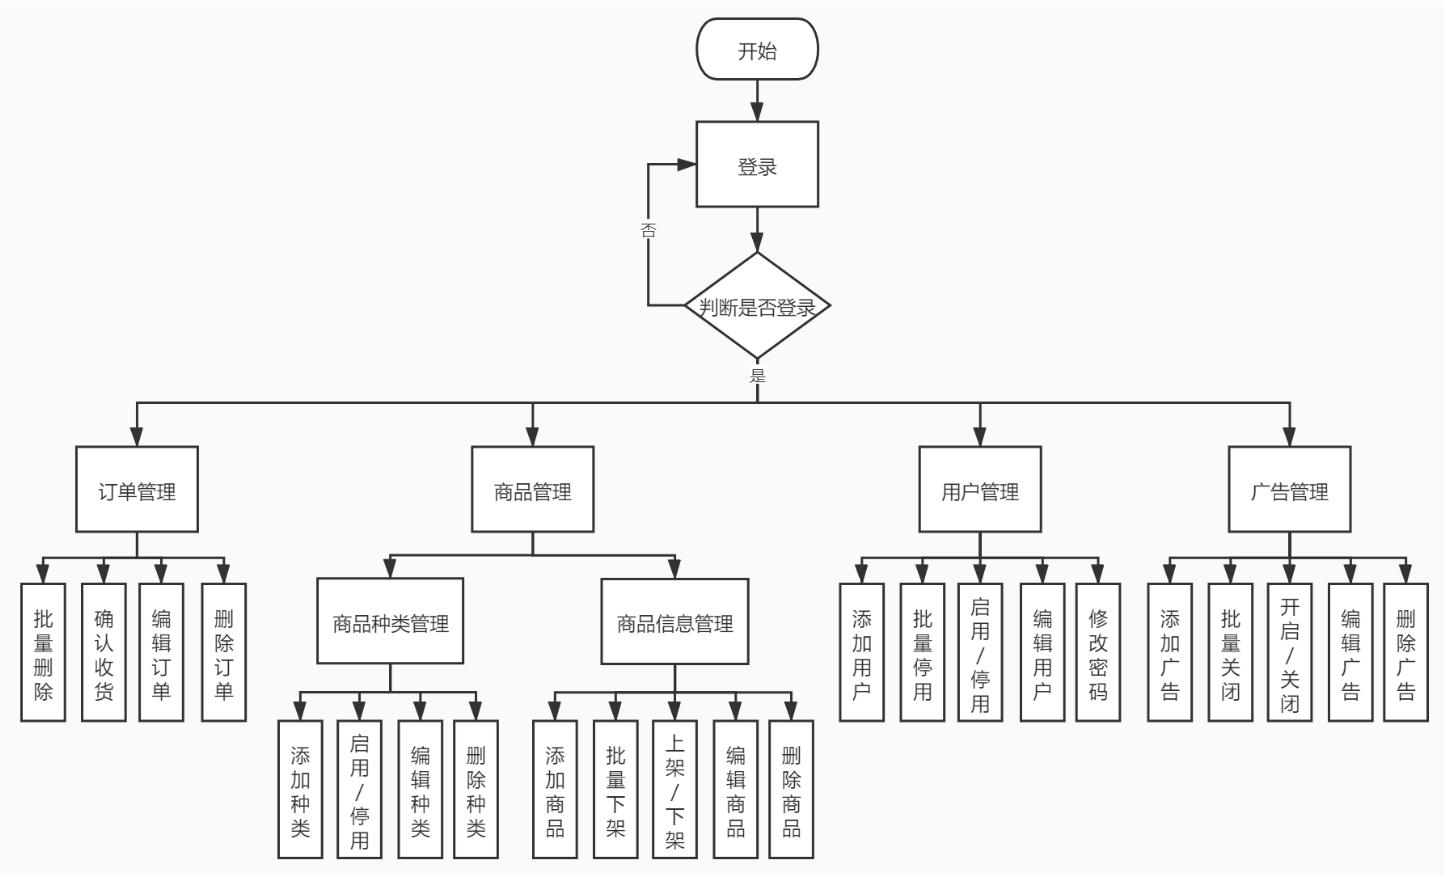 开始
登录
否
判断是否登录
是
订单管理
商品管理
用户管理
广告管理
批量删除
确认收货
编辑订单
删除订单
商品种类管理
商品信息管理
添加用户
批量停用
启用/停用
编辑用户
修改密码
添加广告
批量关闭
开启/关闭
编辑广告
删除广告
添加种类
启用/停用
编辑种类
删除种类
添加商品
批量下架
上架/下架
编辑商品
删除商品